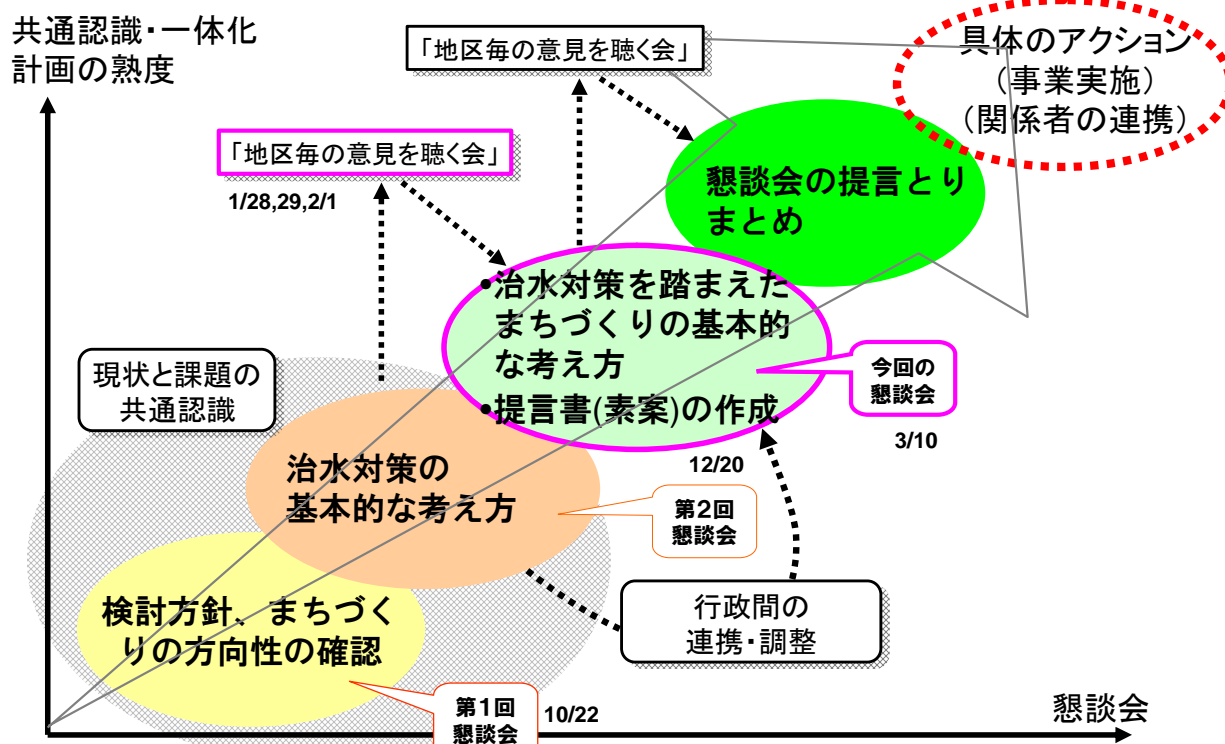 共通認識・一体化
計画の熟度
「地区毎の意見を聴く会」
具体のアクション
(事業実施)
(関係者の連携)
「地区毎の意見を聴く会」
1/28,29,2/1
懇談会の提言とり
まとめ
•治水対策を踏まえた
まちづくりの基本的
な考え方
•提言書(素案)の作成
今回の
懇談会
3/10
現状と課題の
共通認識
12/20
治水対策の
基本的な考え方
第2回
懇談会
検討方針、まちづく
りの方向性の確認
行政間の
連携・調整
第1回
懇談会
10/22
懇談会